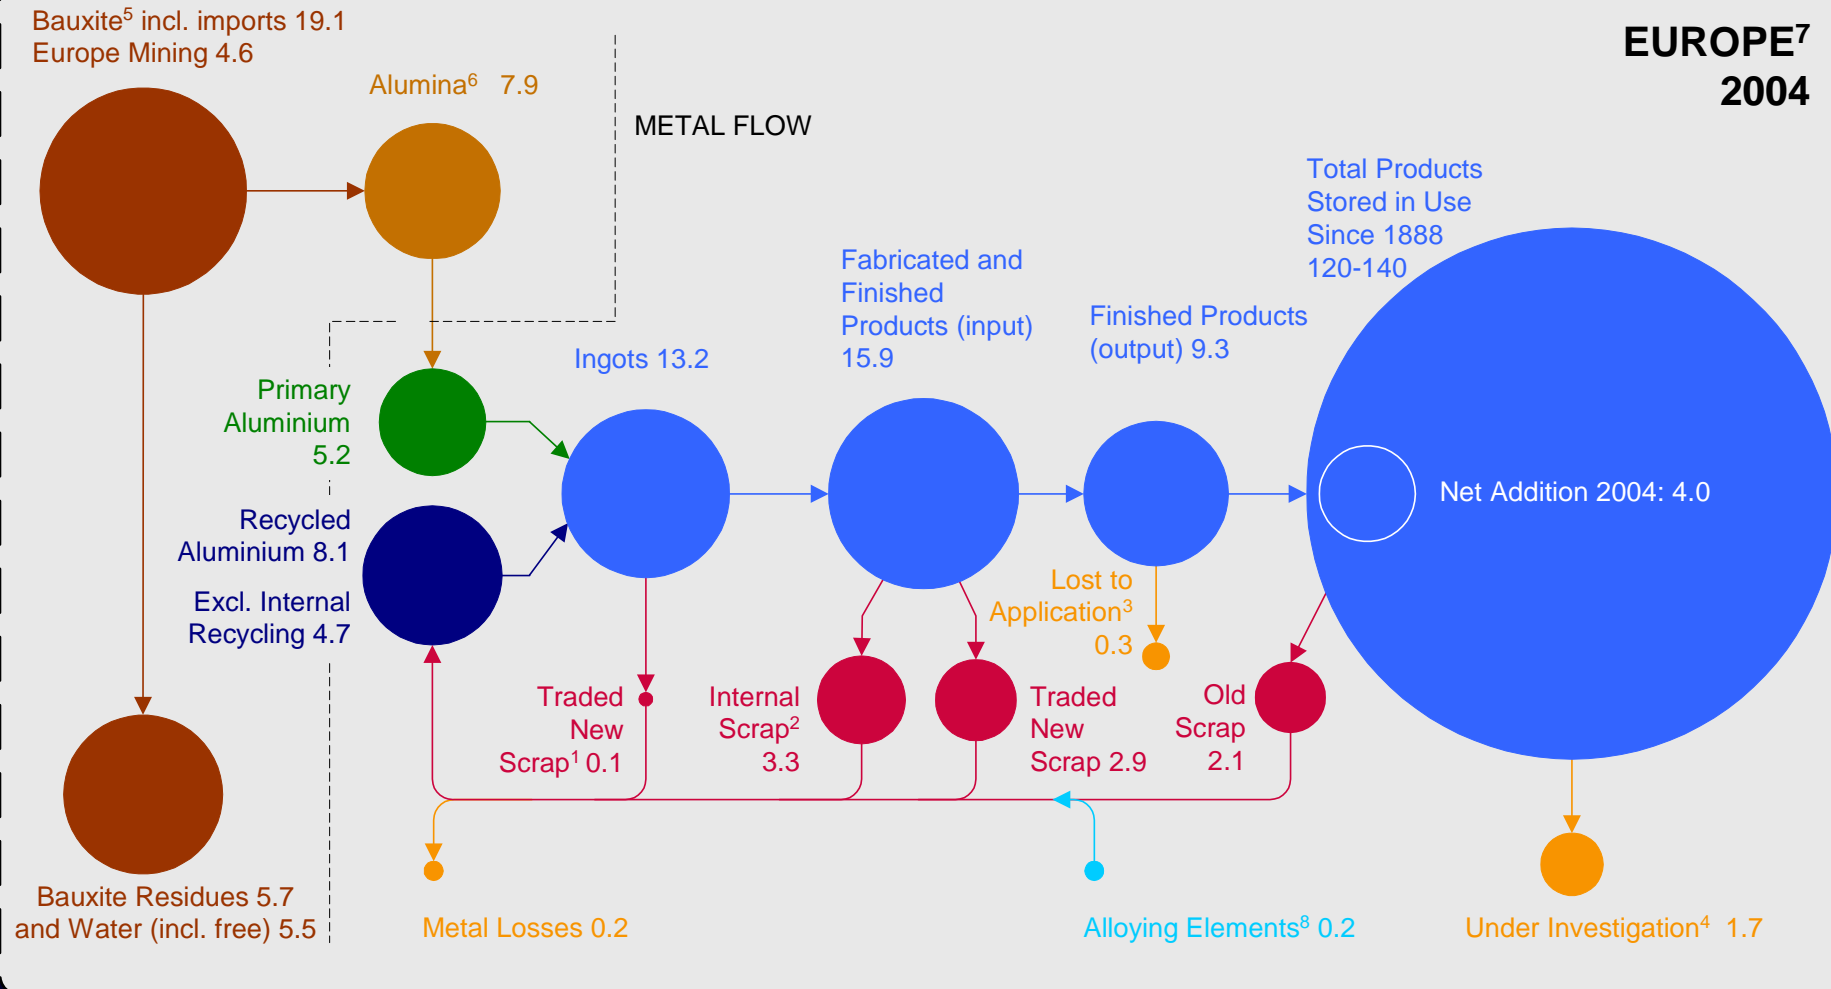 Bauxite⁵ incl. imports 19.1
Europe Mining 4.6
EUROPE⁷
2004
Alumina⁶ 7.9
METAL FLOW
Total Products
Stored in Use
Since 1888
120-140
Fabricated and
Finished
Products (input)
15.9
Finished Products
(output) 9.3
Ingots 13.2
Primary
Aluminium
5.2
Net Addition 2004: 4.0
Recycled
Aluminium 8.1
Excl. Internal
Recycling 4.7
Lost to
Application³
0.3
Traded
New
Scrap¹ 0.1
Internal
Scrap²
3.3
Traded
New
Scrap 2.9
Old
Scrap
2.1
Bauxite Residues 5.7
and Water (incl. free) 5.5
Metal Losses 0.2
Alloying Elements⁸ 0.2
Under Investigation⁴ 1.7